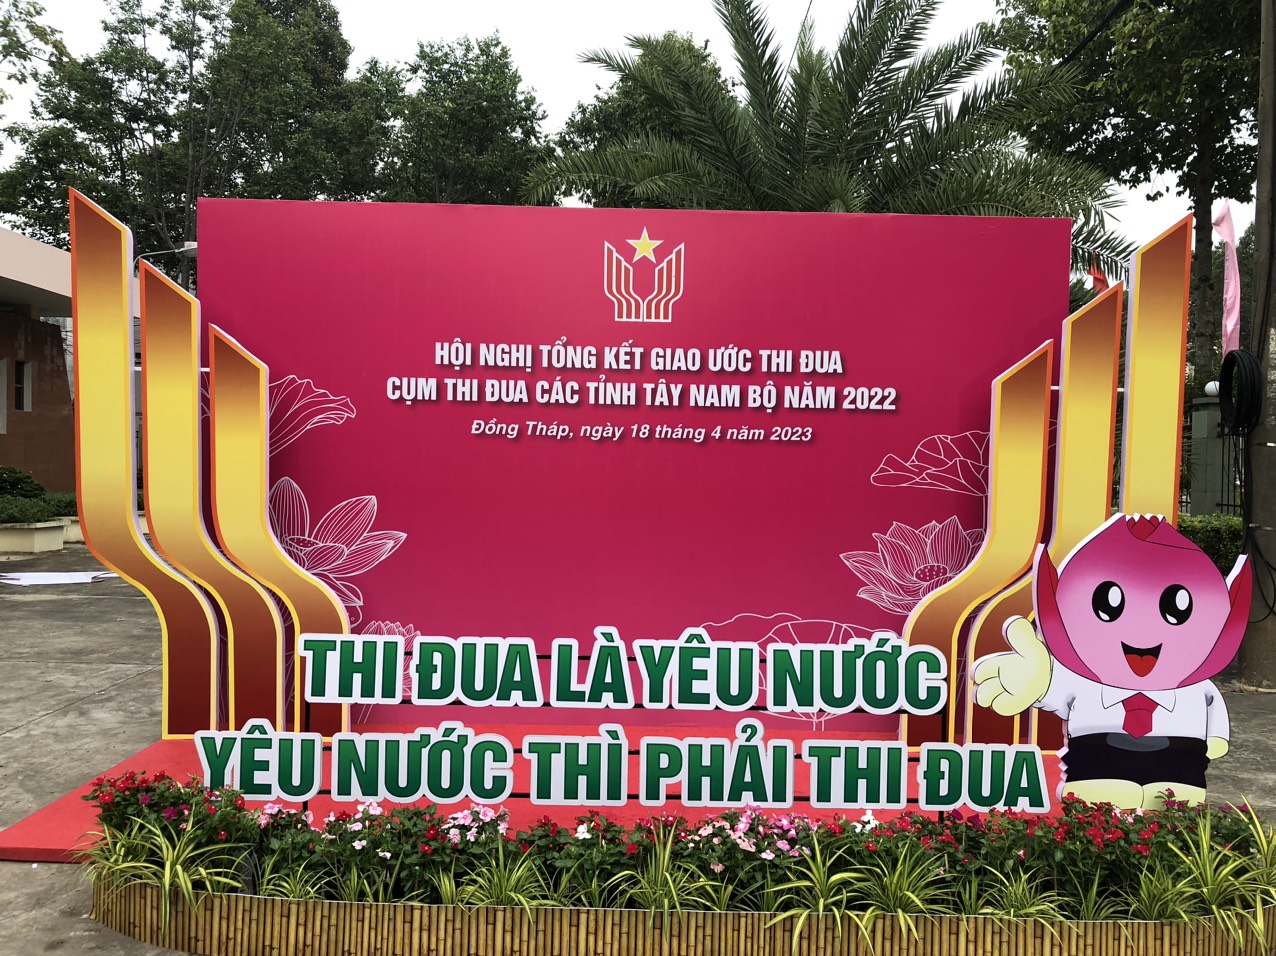 HỘI NGHỊ TỔNG KẾT GIAO ƯỚC THI ĐUA
CỤM THI ĐUA CÁC TỈNH TÂY NAM BỘ NĂM 2022
Đồng Tháp, ngày 18 tháng 4 năm 2023
THI ĐUA LÀ YÊU NƯỚC
YÊU NƯỚC THÌ PHẢI THI ĐUA